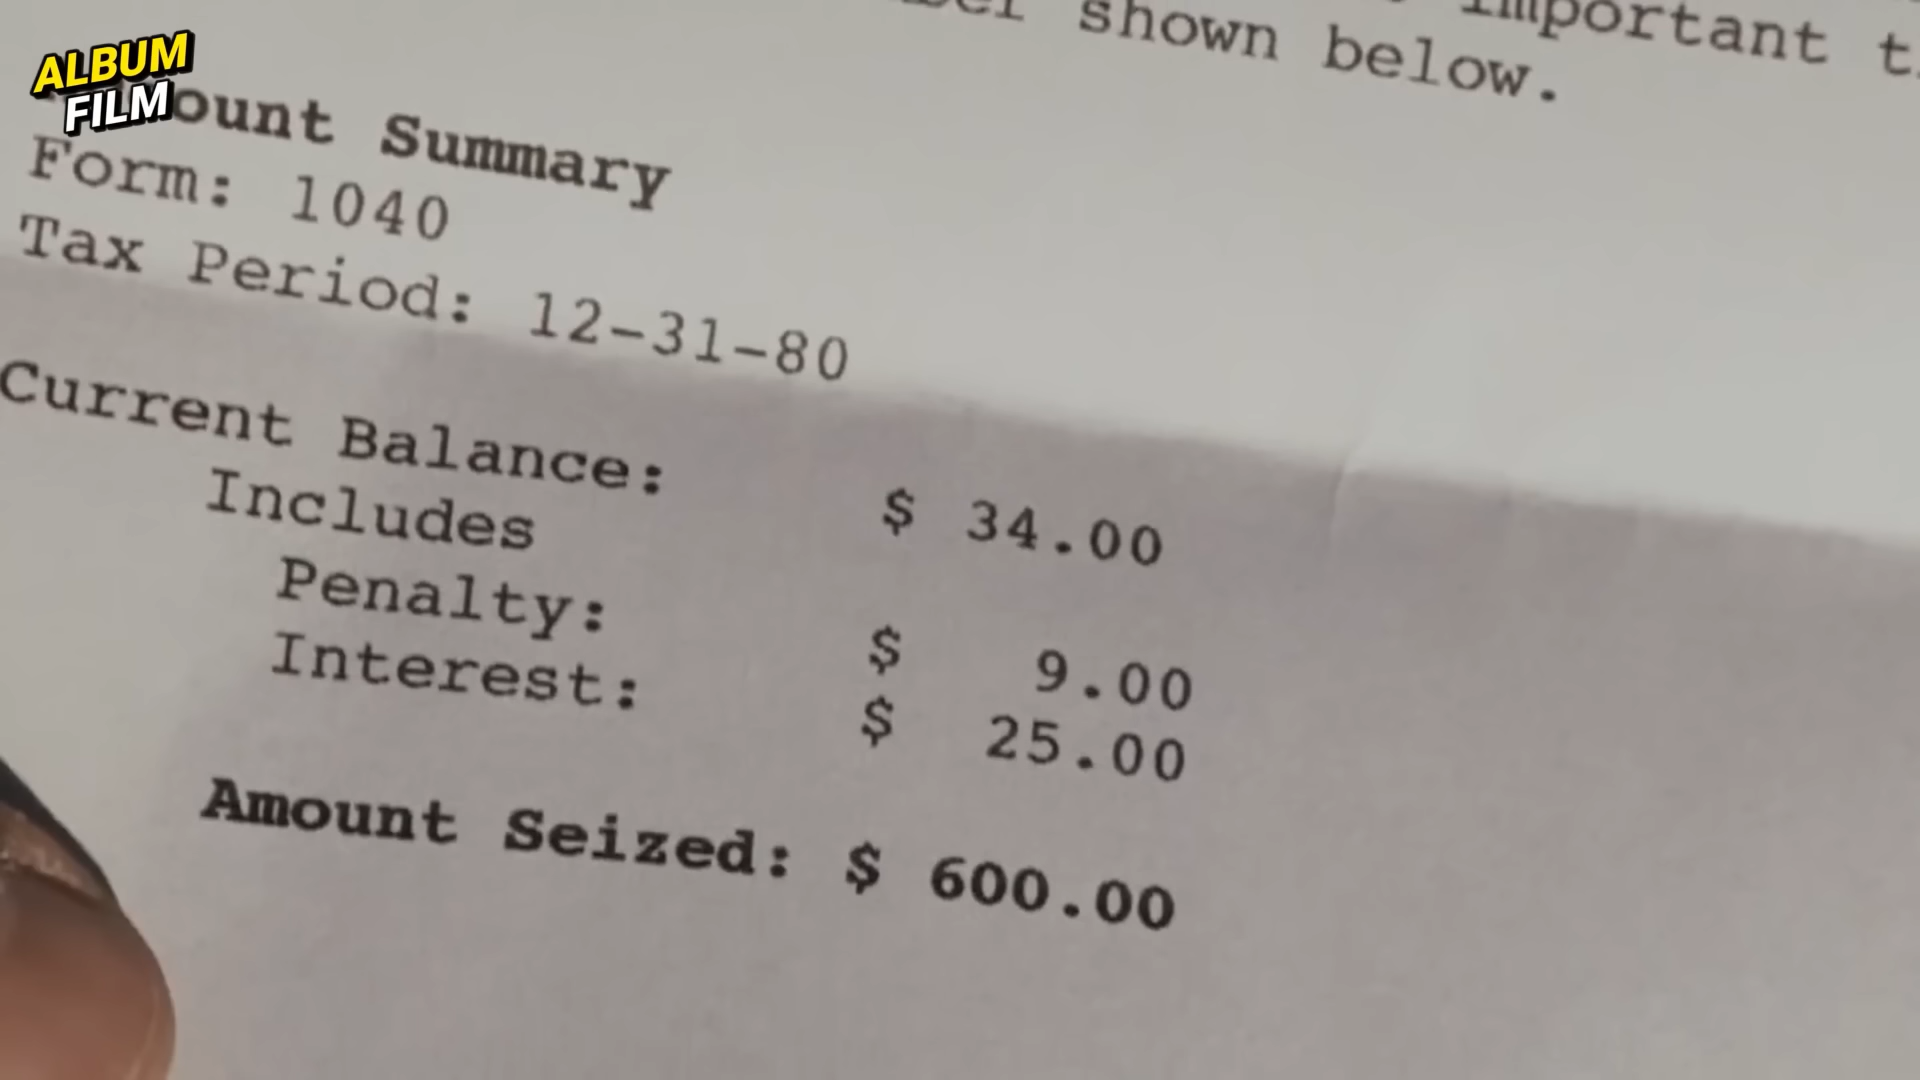 ALBUM
FILM
important
shown below.
Summary
Form: 1040
Tax Period: 12-31-80
Current Balance: $ 34.00
Includes
Penalty: $ 9.00
Interest: $ 25.00
Amount Seized: $ 600.00